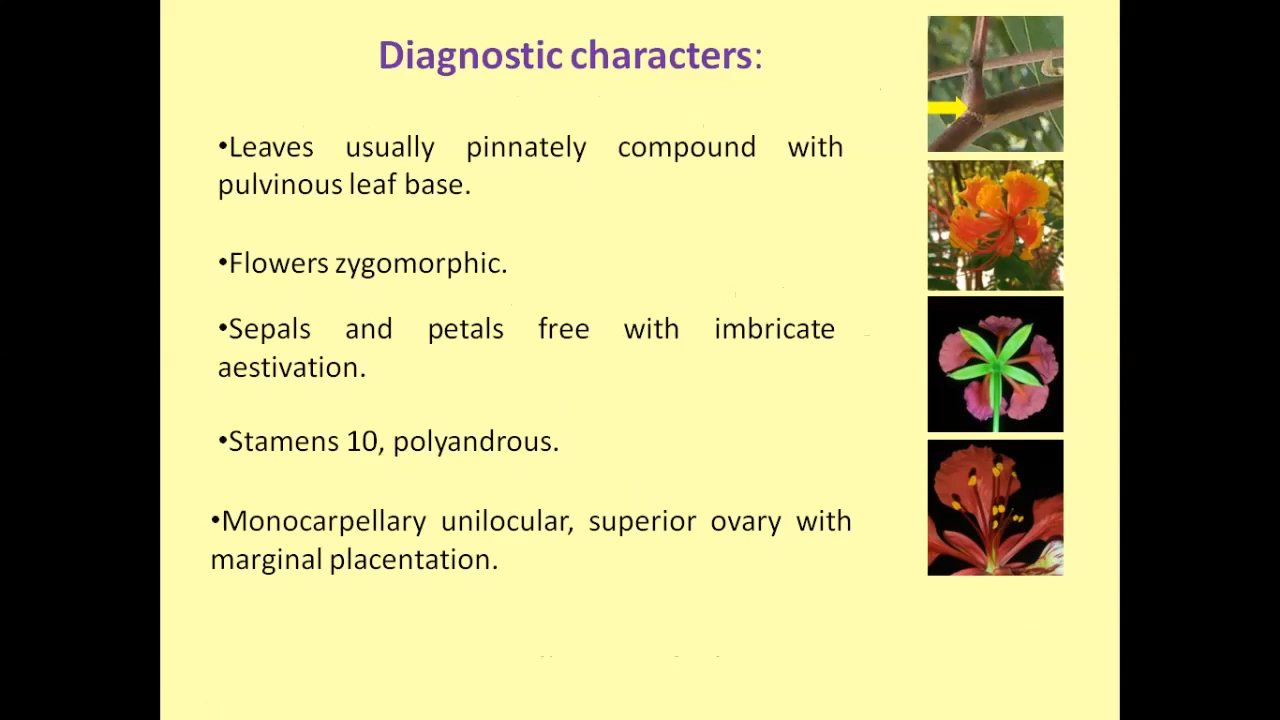 Diagnostic characters:
•Leaves usually pinnately compound with
pulvinous leaf base.
•Flowers zygomorphic.
•Sepals and petals free with imbricate
aestivation.
•Stamens 10, polyandrous.
•Monocarpellary unilocular, superior ovary with
marginal placentation.